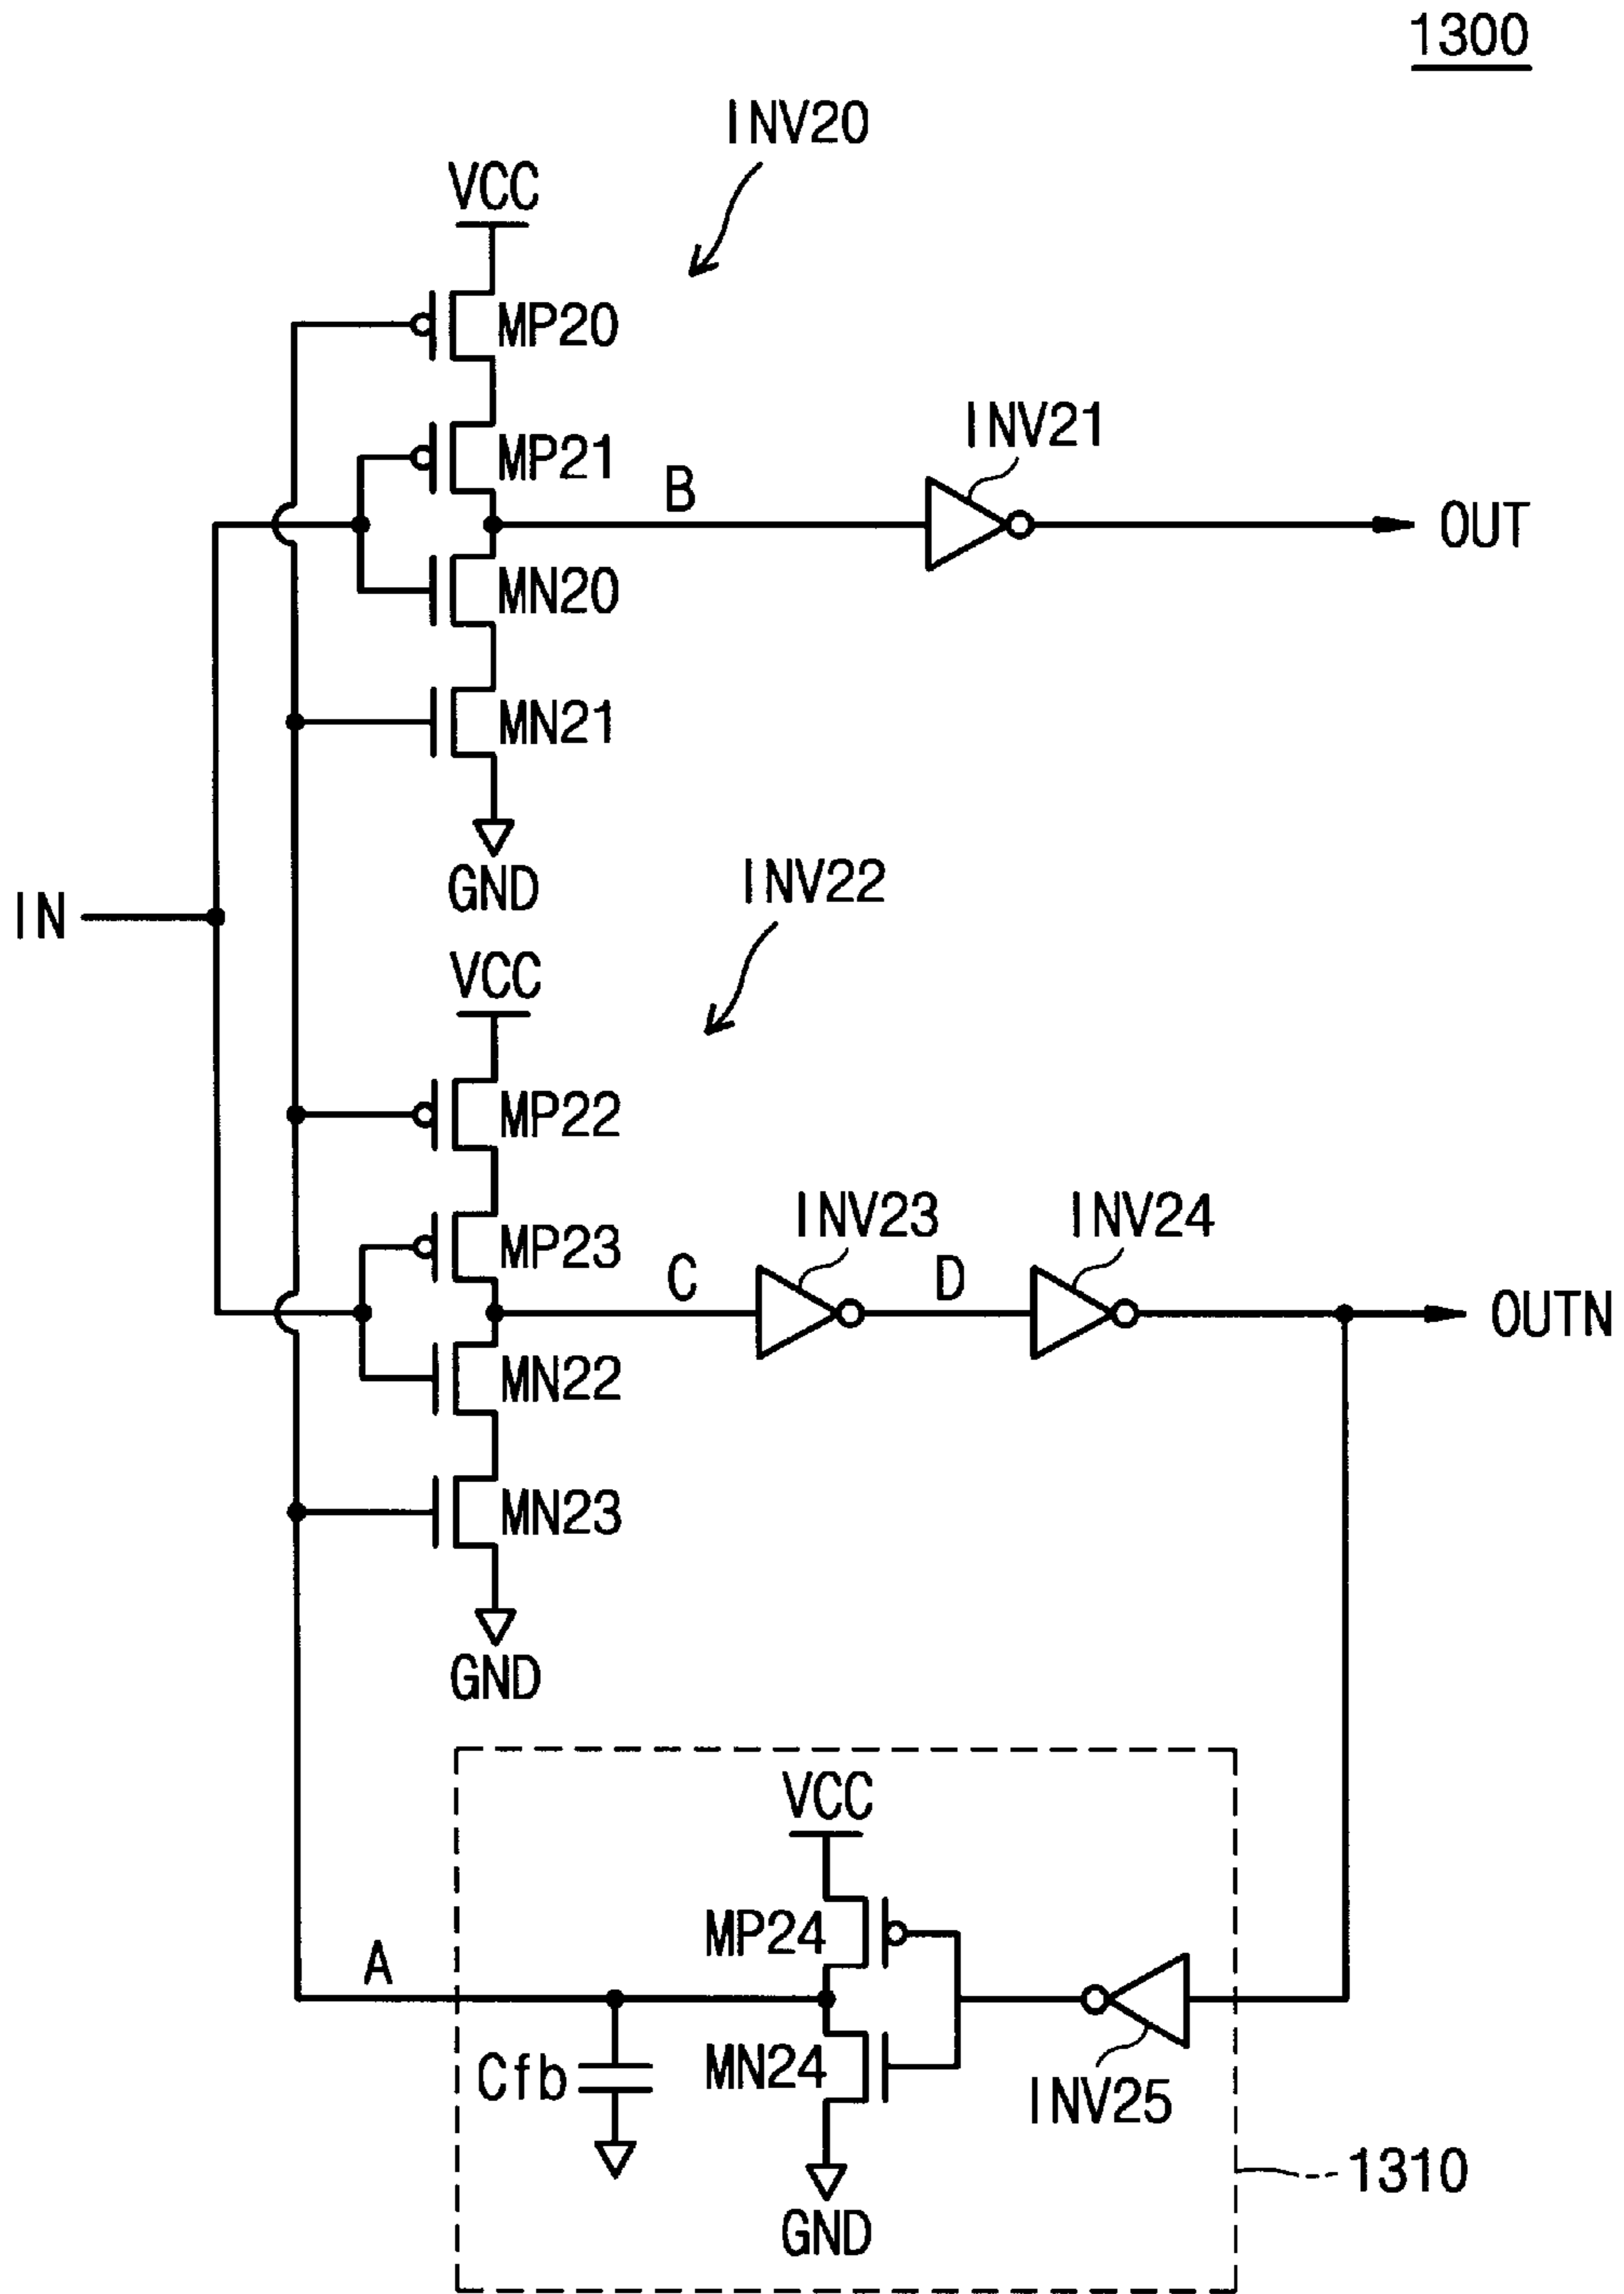 1300
INV20
VCC
MP20
MP21
INV21
B
OUT
MN20
MN21
GND
INV22
IN
VCC
MP22
INV23
INV24
MP23
C
D
OUTN
MN22
MN23
GND
VCC
MP24
A
MN24
Cfb
INV25
1310
GND